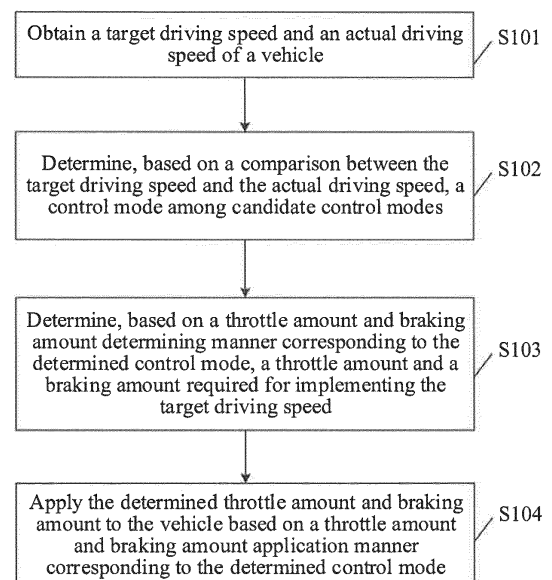 Obtain a target driving speed and an actual driving
speed of a vehicle
S101
Determine, based on a comparison between the
target driving speed and the actual driving speed, a
control mode among candidate control modes
S102
Determine, based on a throttle amount and braking
amount determining manner corresponding to the
determined control mode, a throttle amount and a
braking amount required for implementing the
target driving speed
S103
Apply the determined throttle amount and braking
amount to the vehicle based on a throttle amount
and braking amount application manner
corresponding to the determined control mode
S104